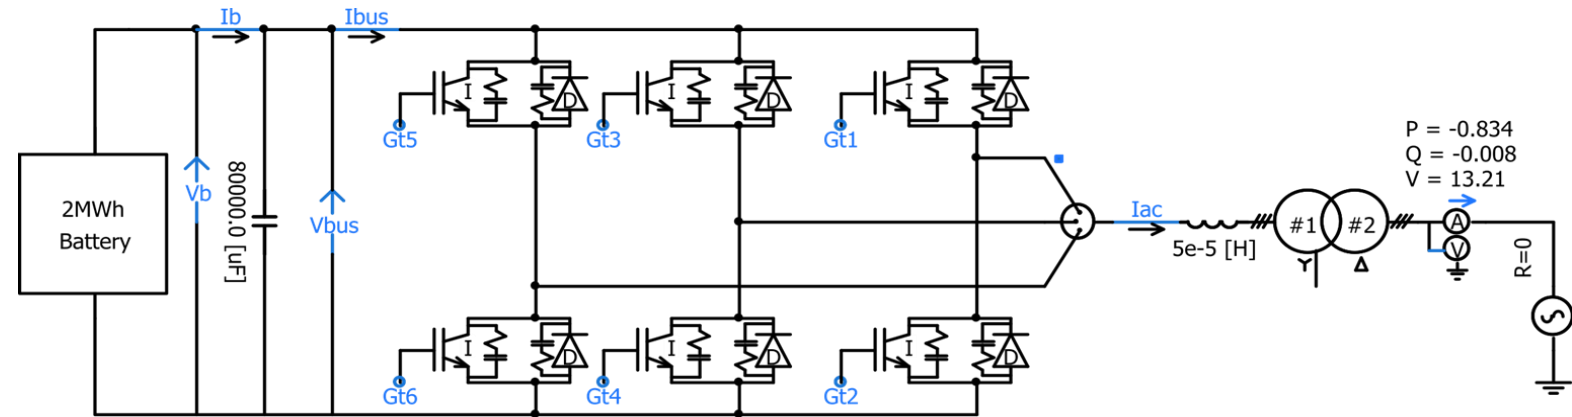 Ib
Ibus
I
D
I
D
I
D
Gt5
Gt3
Gt1
P = -0.834
Q = -0.008
V = 13.21
2MWh
Battery
Vb
80000.0 [uF]
Vbus
Iac
5e-5 [H]
#1
#2
A
V
R=0
I
D
I
D
I
D
Gt6
Gt4
Gt2